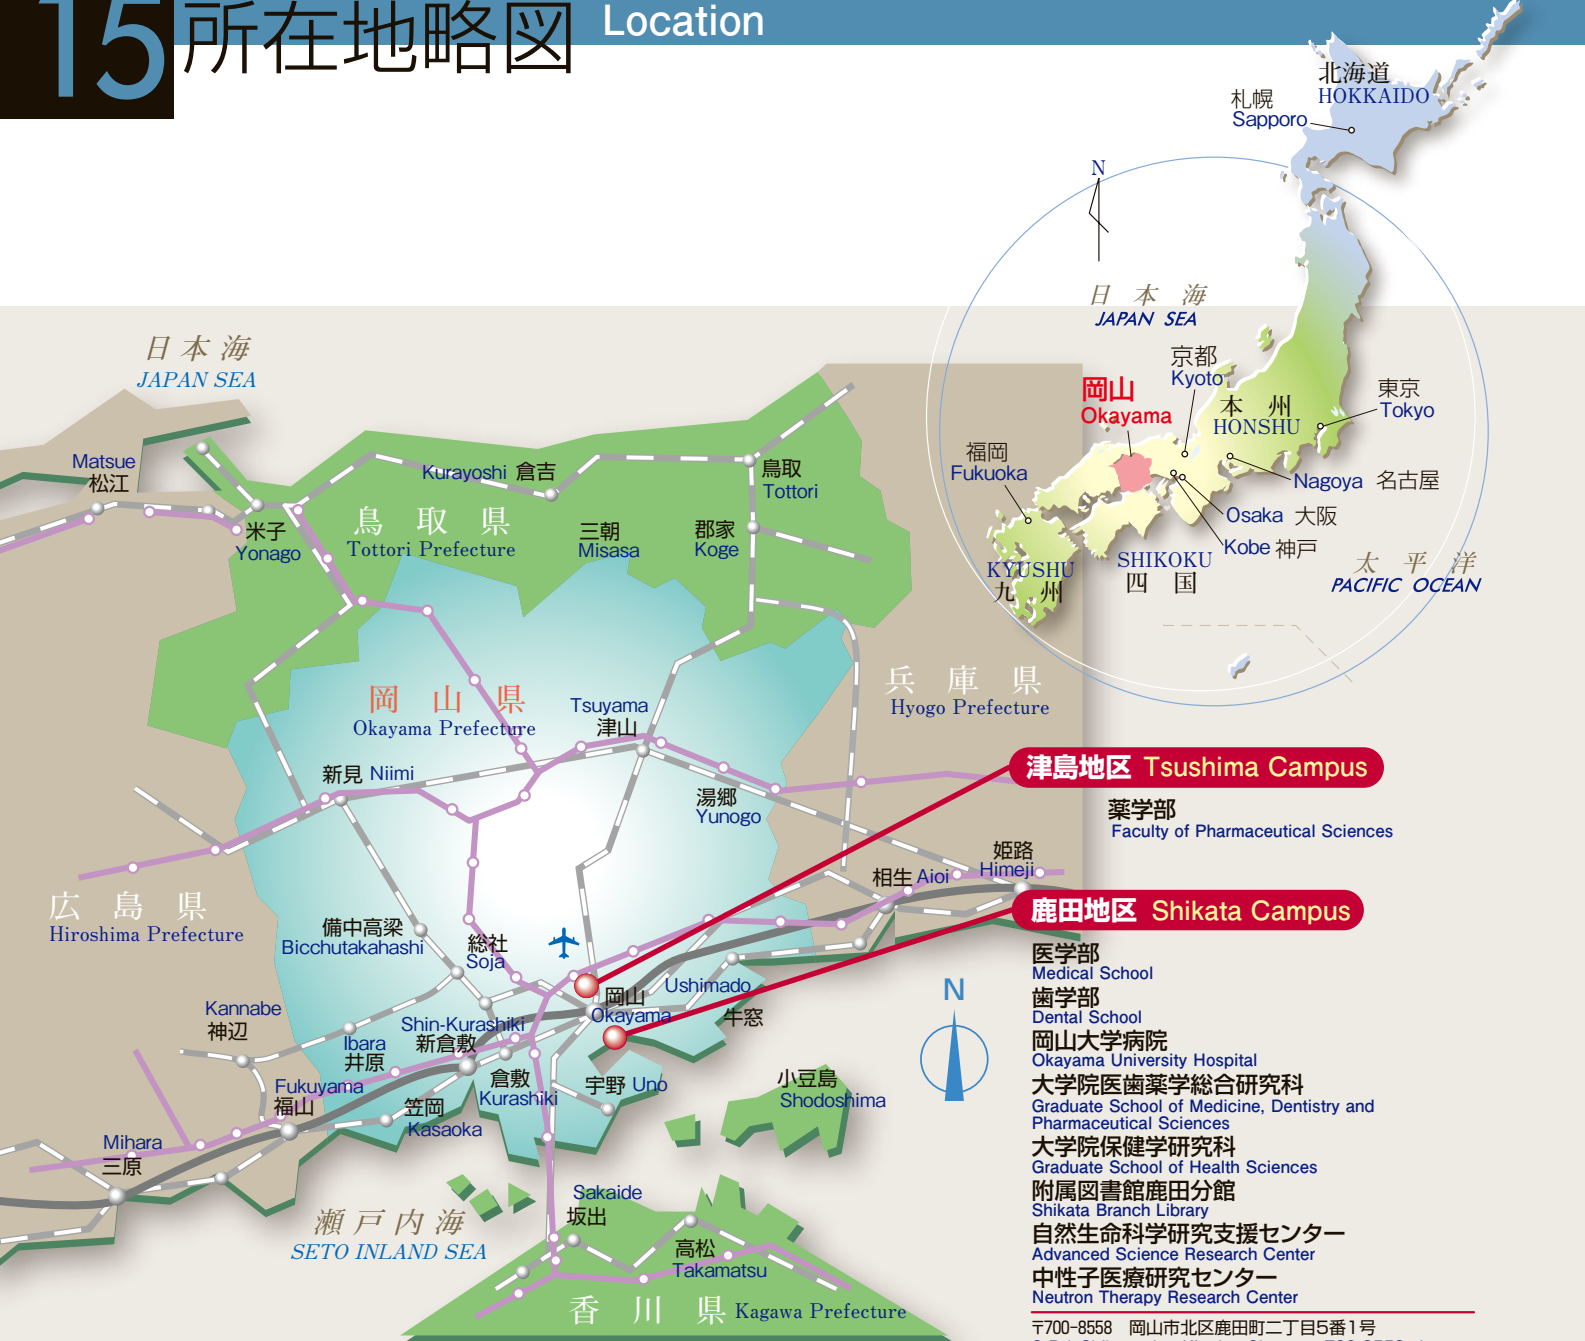 15 所在地略図 Location
北海道
HOKKAIDO
札幌
Sapporo
N
日本海
JAPAN SEA
京都
Kyoto
岡山
Okayama
本州
HONSHU
東京
Tokyo
福岡
Fukuoka
Nagoya 名古屋
Osaka 大阪
Kobe 神戸
SHIKOKU
四国
KYUSHU
九州
太平洋
PACIFIC OCEAN
日本海
JAPAN SEA
Matsue
松江
米子
Yonago
Kurayoshi 倉吉
鳥取
Tottori
鳥取県
Tottori Prefecture
三朝
Misasa
郡家
Koge
兵庫県
Hyogo Prefecture
岡山県
Okayama Prefecture
Tsuyama
津山
新見 Niimi
湯郷
Yunogo
姫路
Himeji
相生 Aioi
広島県
Hiroshima Prefecture
備中高梁
Bicchutakahashi
総社
Soja
岡山
Okayama
Ushimado
牛窓
Kannabe
神辺
Ibara
井原
Shin-Kurashiki
新倉敷
倉敷
Kurashiki
宇野 Uno
Fukuyama
福山
笠岡
Kasaoka
小豆島
Shodoshima
Mihara
三原
瀬戸内海
SETO INLAND SEA
Sakaide
坂出
高松
Takamatsu
香川県 Kagawa Prefecture
N
津島地区 Tsushima Campus
薬学部
Faculty of Pharmaceutical Sciences
鹿田地区 Shikata Campus
医学部
Medical School
歯学部
Dental School
岡山大学病院
Okayama University Hospital
大学院医歯薬学総合研究科
Graduate School of Medicine, Dentistry and
Pharmaceutical Sciences
大学院保健学研究科
Graduate School of Health Sciences
附属図書館鹿田分館
Shikata Branch Library
自然生命科学研究支援センター
Advanced Science Research Center
中性子医療研究センター
Neutron Therapy Research Center
〒700-8558 岡山市北区鹿田町二丁目5番1号